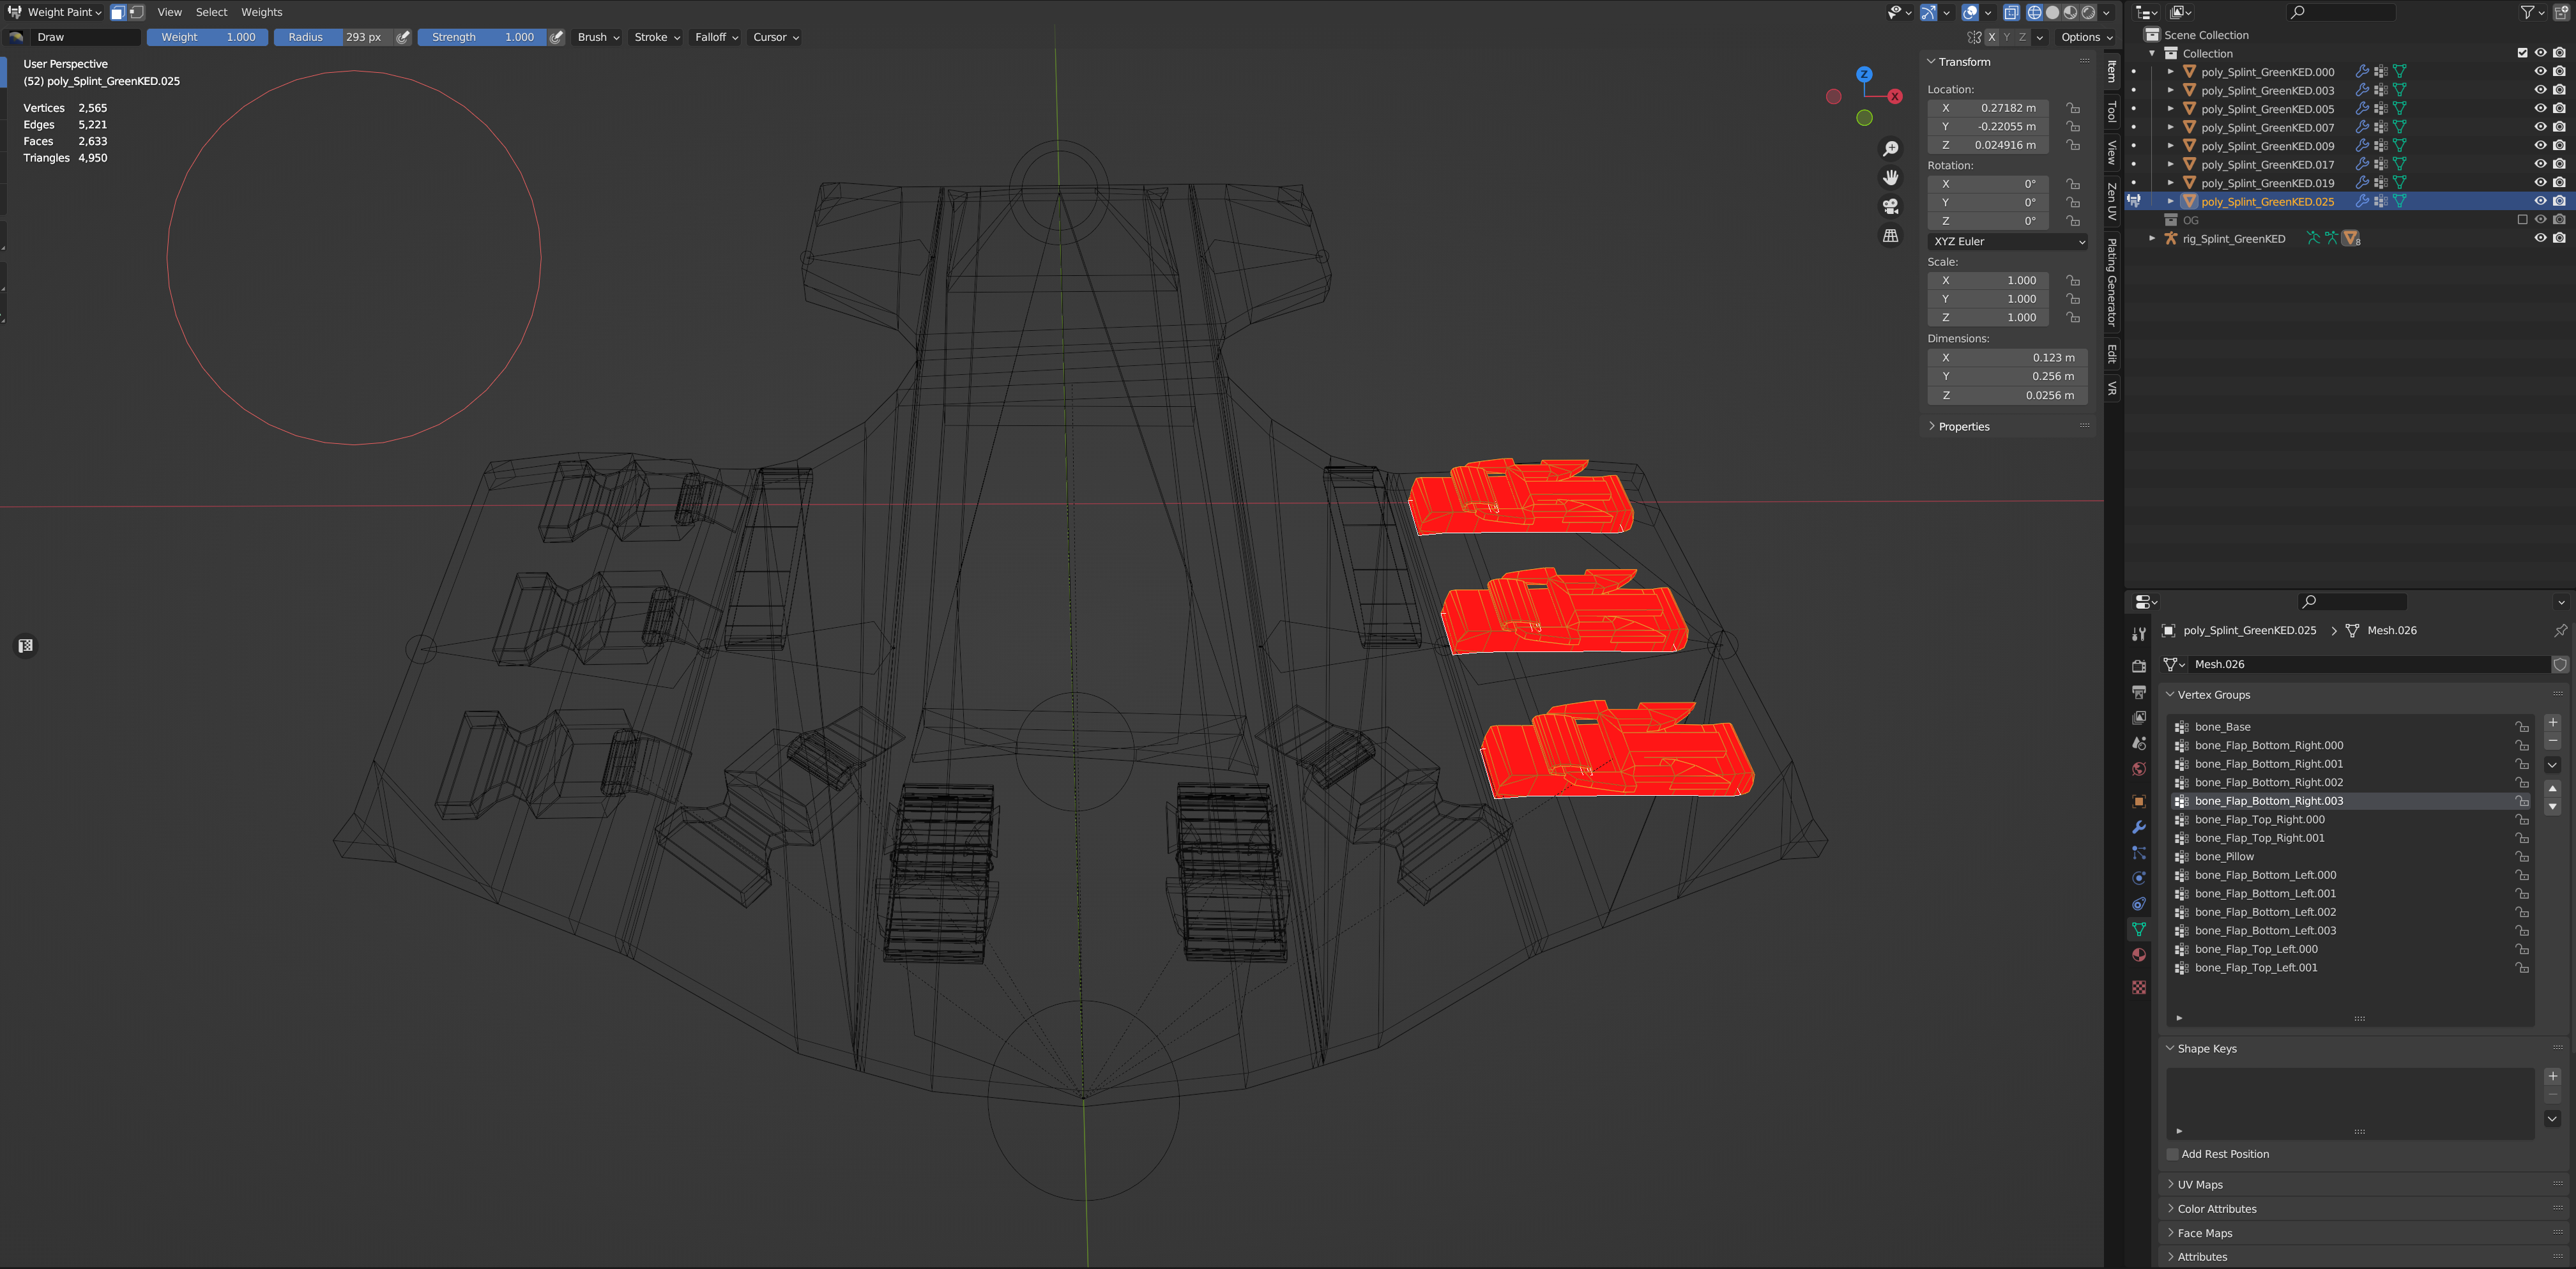 Weight Paint View Select Weights
Draw Weight 1.000 Radius 293 px Strength 1.000 Brush Stroke Falloff Cursor X Y Z Options
User Perspective
(52) poly_Splint_GreenKED.025
Vertices 2,565
Edges 5,221
Faces 2,633
Triangles 4,950
Z
X
Transform
Location:
X 0.27182 m
Y -0.22055 m
Z 0.024916 m
Rotation:
X 0°
Y 0°
Z 0°
XYZ Euler
Scale:
X 1.000
Y 1.000
Z 1.000
Dimensions:
X 0.123 m
Y 0.256 m
Z 0.0256 m
Properties
Item
Tool
View
Zen UV
Plating Generator
Edit
VR
Scene Collection
Collection
poly_Splint_GreenKED.000
poly_Splint_GreenKED.003
poly_Splint_GreenKED.005
poly_Splint_GreenKED.007
poly_Splint_GreenKED.009
poly_Splint_GreenKED.017
poly_Splint_GreenKED.019
poly_Splint_GreenKED.025
OG
rig_Splint_GreenKED 8
poly_Splint_GreenKED.025 Mesh.026
Mesh.026
Vertex Groups
bone_Base
bone_Flap_Bottom_Right.000
bone_Flap_Bottom_Right.001
bone_Flap_Bottom_Right.002
bone_Flap_Bottom_Right.003
bone_Flap_Top_Right.000
bone_Flap_Top_Right.001
bone_Pillow
bone_Flap_Bottom_Left.000
bone_Flap_Bottom_Left.001
bone_Flap_Bottom_Left.002
bone_Flap_Bottom_Left.003
bone_Flap_Top_Left.000
bone_Flap_Top_Left.001
Shape Keys
Add Rest Position
UV Maps
Color Attributes
Face Maps
Attributes